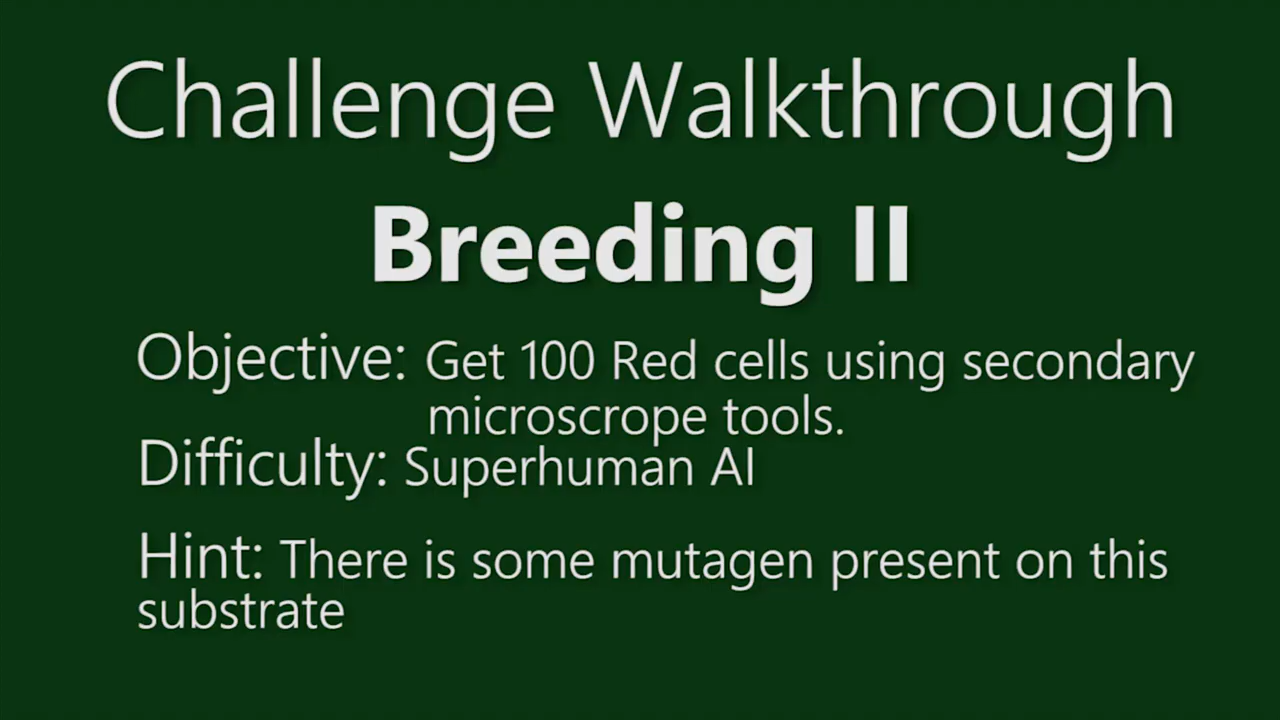 Challenge Walkthrough
Breeding II
Objective: Get 100 Red cells using secondary
microscrope tools.
Difficulty: Superhuman AI
Hint: There is some mutagen present on this
substrate